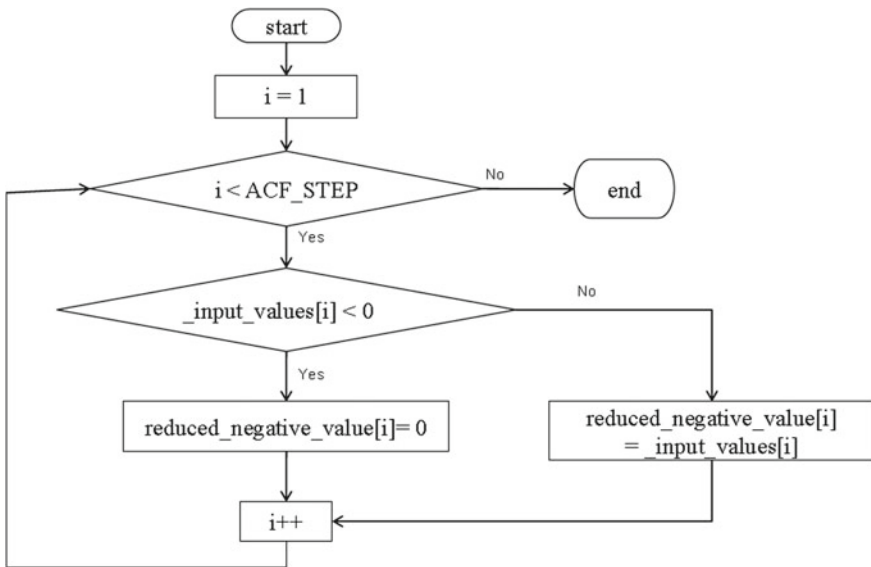 start
i = 1
i < ACF_STEP
No
end
Yes
_input_values[i] < 0
No
Yes
reduced_negative_value[i]= 0
reduced_negative_value[i]
= _input_values[i]
i++